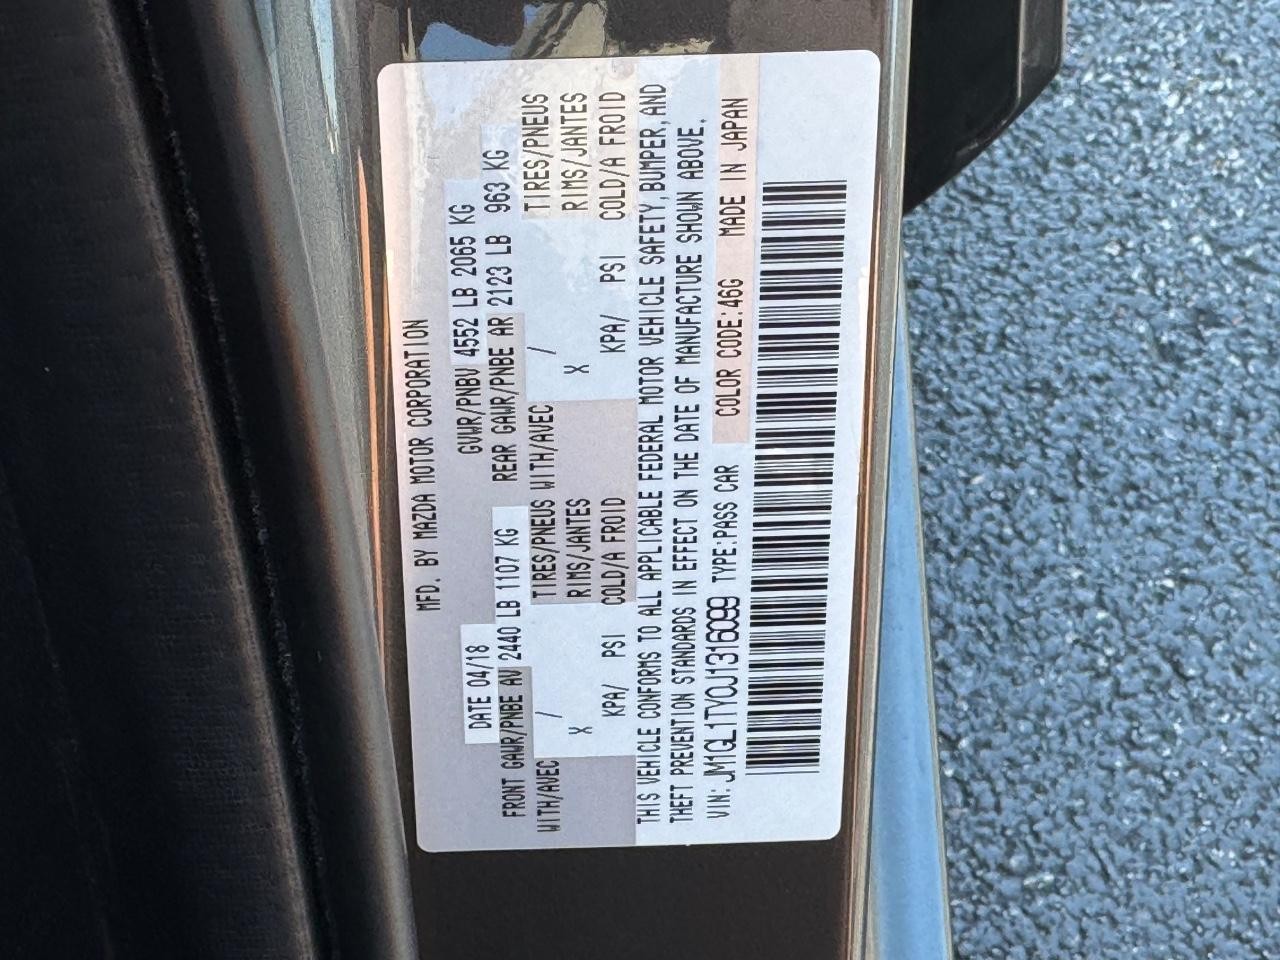 MFD. BY MAZDA MOTOR CORPORATION
DATE 04/18 GVWR/PNBV 4552 LB 2065 KG
FRONT GAWR/PNBE AV 2440 LB 1107 KG REAR GAWR/PNBE AR 2123 LB 963 KG
WITH/AVEC / TIRES/PNEUS WITH/AVEC / TIRES/PNEUS
X RIMS/JANTES X RIMS/JANTES
KPA/ PSI COLD/A FROID KPA/ PSI COLD/A FROID
THIS VEHICLE CONFORMS TO ALL APPLICABLE FEDERAL MOTOR VEHICLE SAFETY, BUMPER, AND
THEFT PREVENTION STANDARDS IN EFFECT ON THE DATE OF MANUFACTURE SHOWN ABOVE.
VIN: JM1GL1TY0J1316099 TYPE:PASS CAR COLOR CODE:46G MADE IN JAPAN